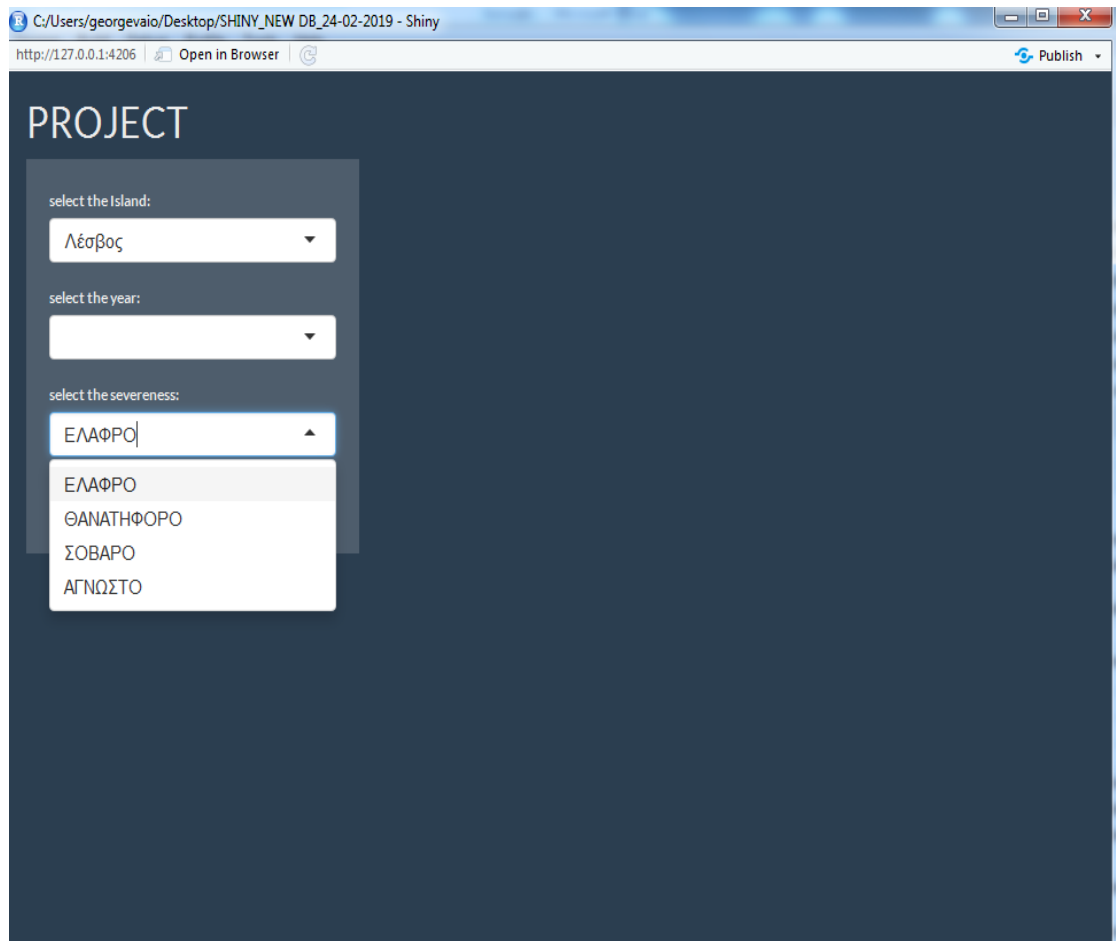 C:/Users/georgevaio/Desktop/SHINY_NEW DB_24-02-2019 - Shiny
http://127.0.0.1:4206 Open in Browser Publish
PROJECT
select the Island:
Λέσβος
select the year:
select the severeness:
ΕΛΑΦΡΟ
ΕΛΑΦΡΟ
ΘΑΝΑΤΗΦΟΡΟ
ΣΟΒΑΡΟ
ΑΓΝΩΣΤΟ